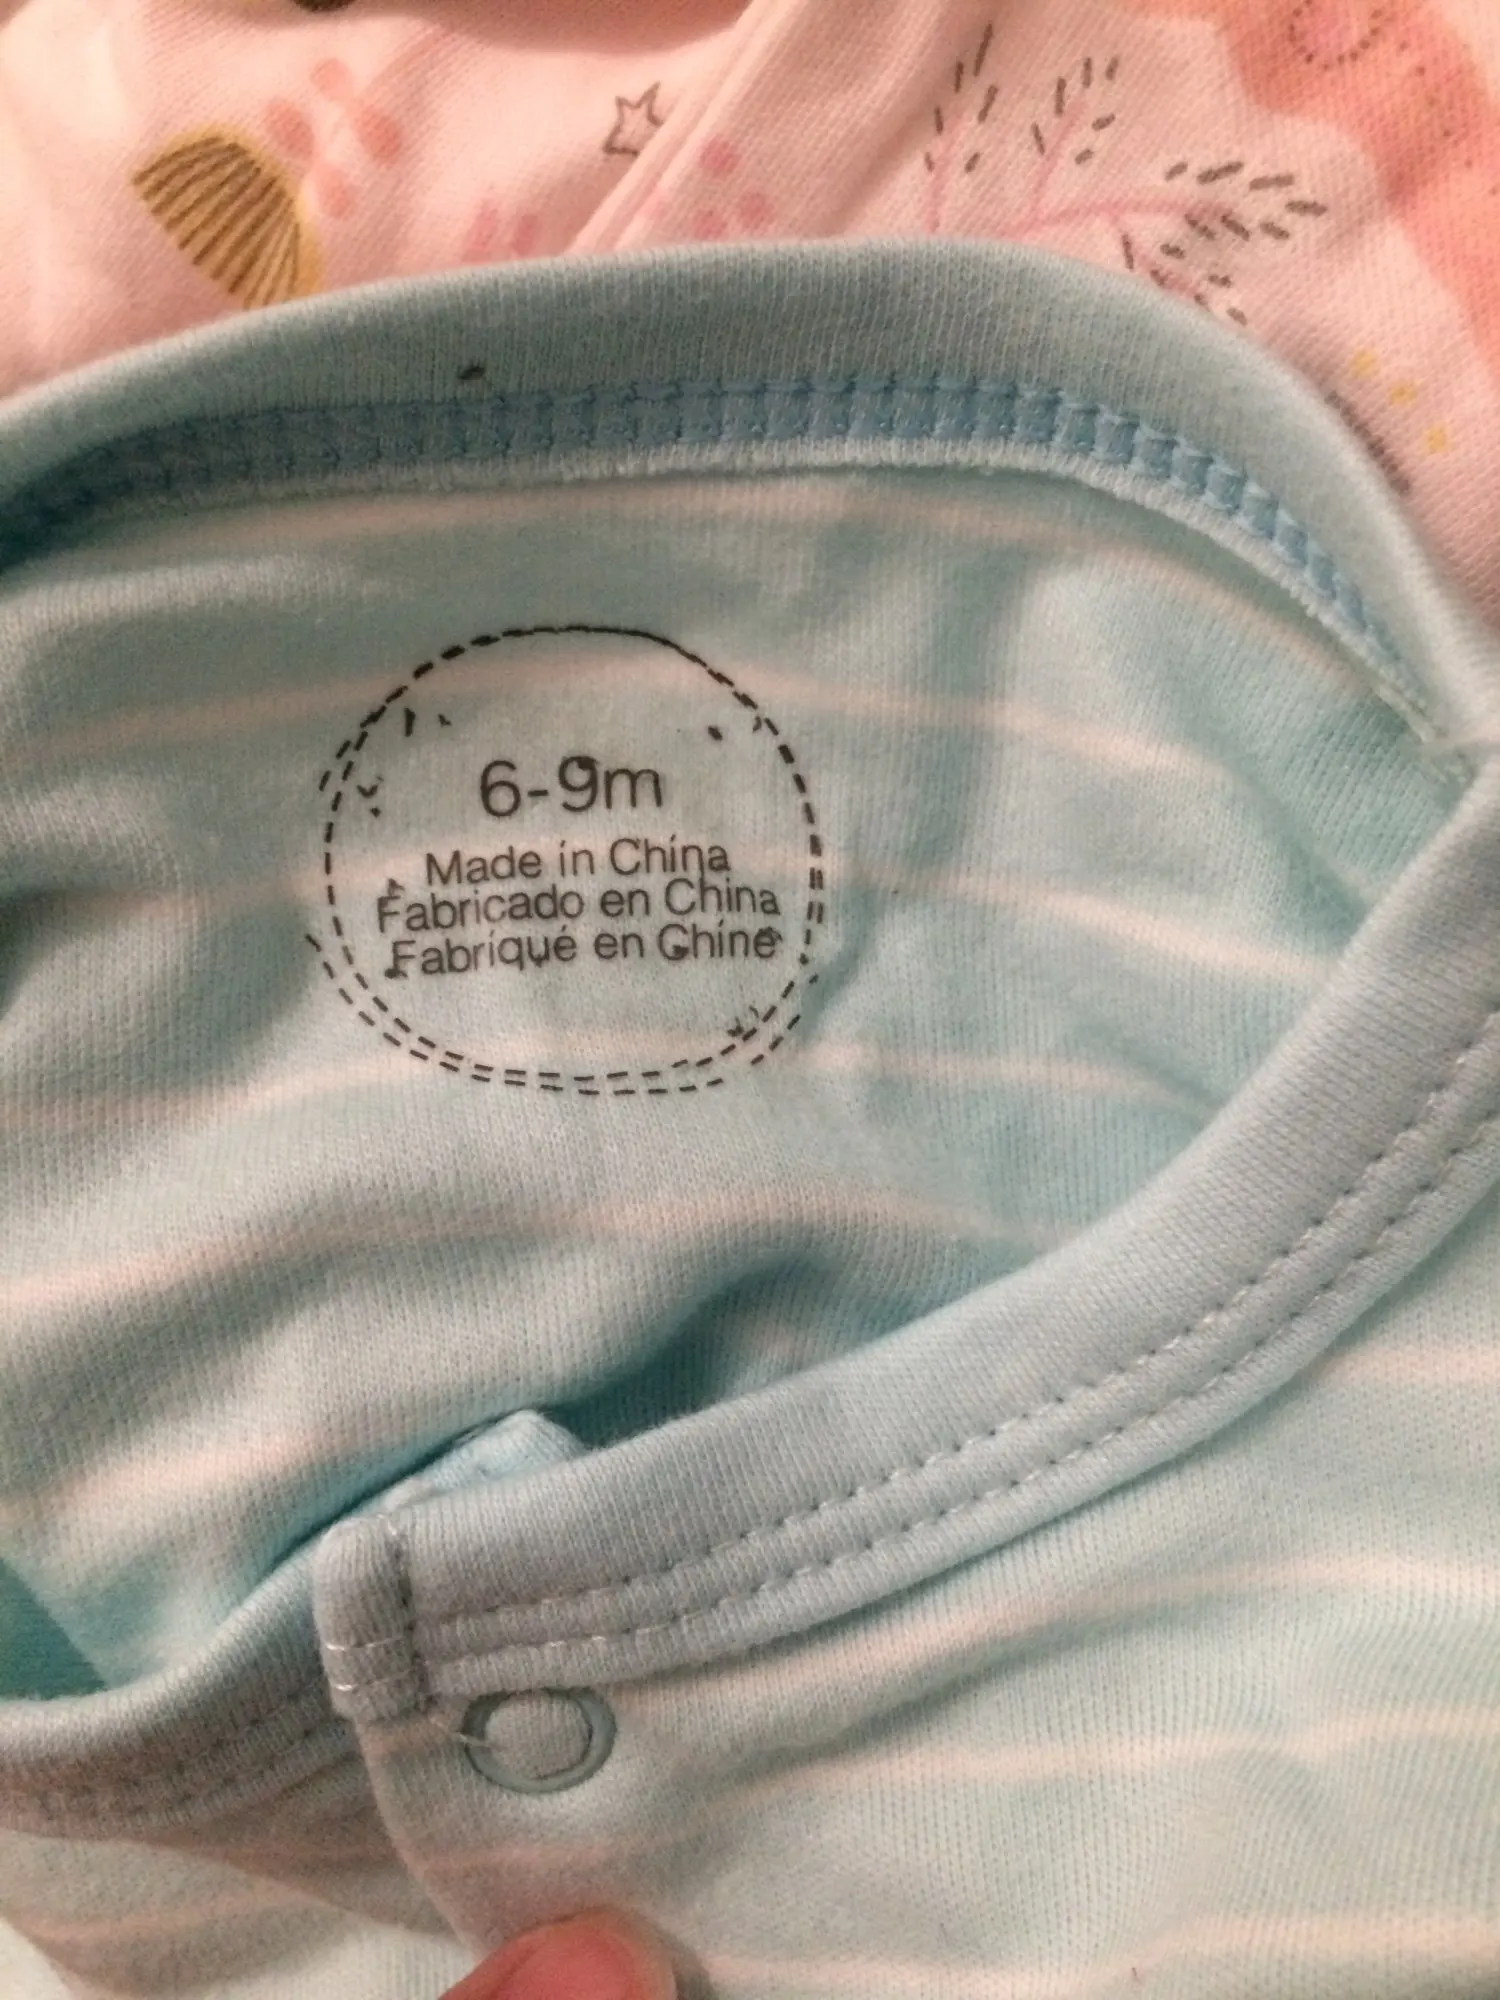 6-9m
Made in China
Fabricado en China
Fabriqué en Chine